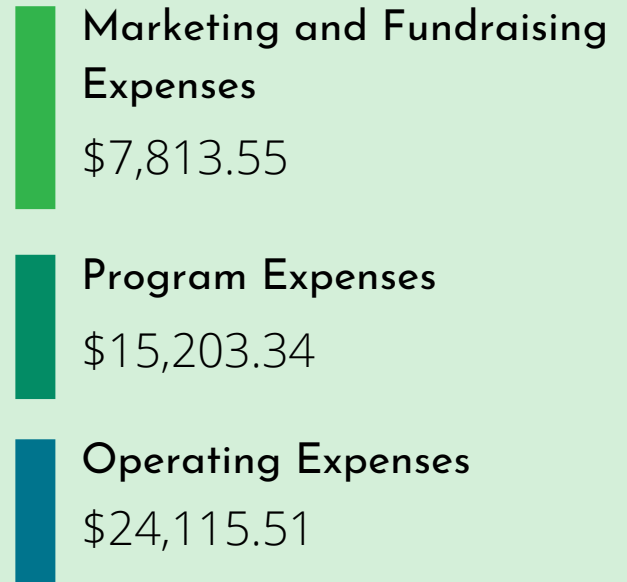 Marketing and Fundraising
Expenses
$7,813.55
Program Expenses
$15,203.34
Operating Expenses
$24,115.51